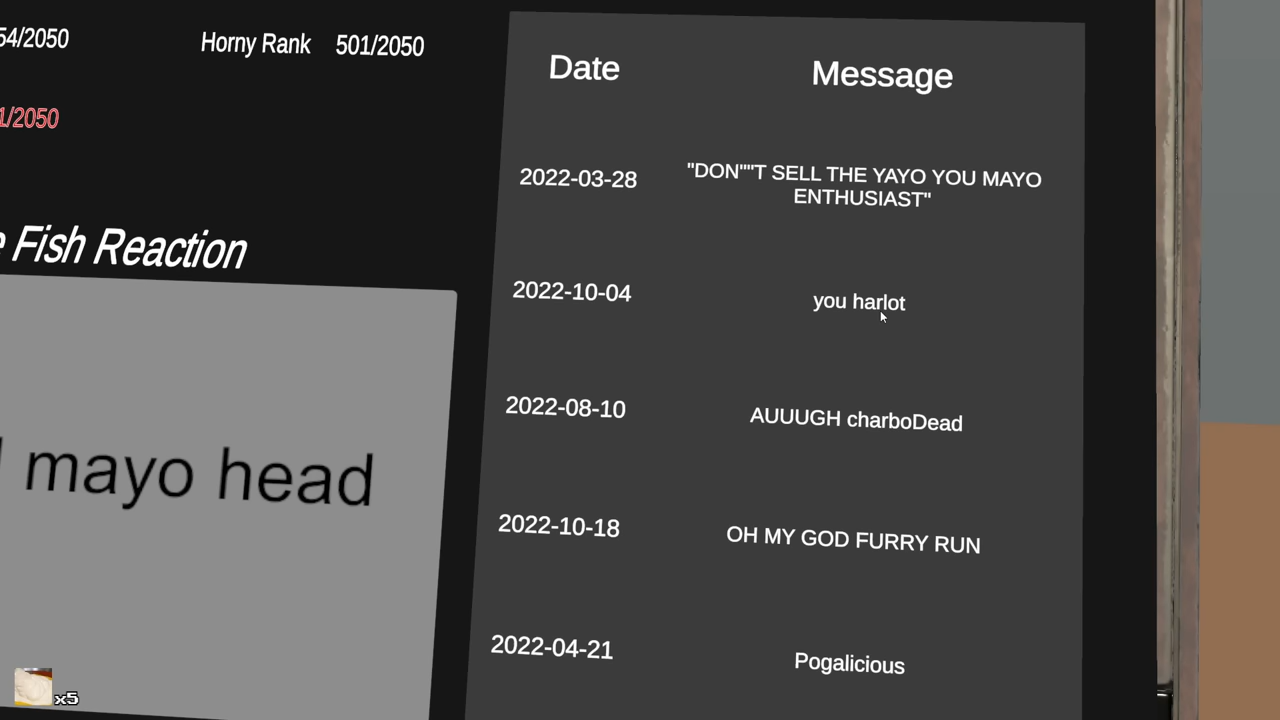 54/2050
Horny Rank 501/2050
1/2050
Fish Reaction
mayo head
x5
Date Message
2022-03-28 "DON""T SELL THE YAYO YOU MAYO
ENTHUSIAST"
2022-10-04 you harlot
2022-08-10 AUUUGH charboDead
2022-10-18 OH MY GOD FURRY RUN
2022-04-21 Pogalicious